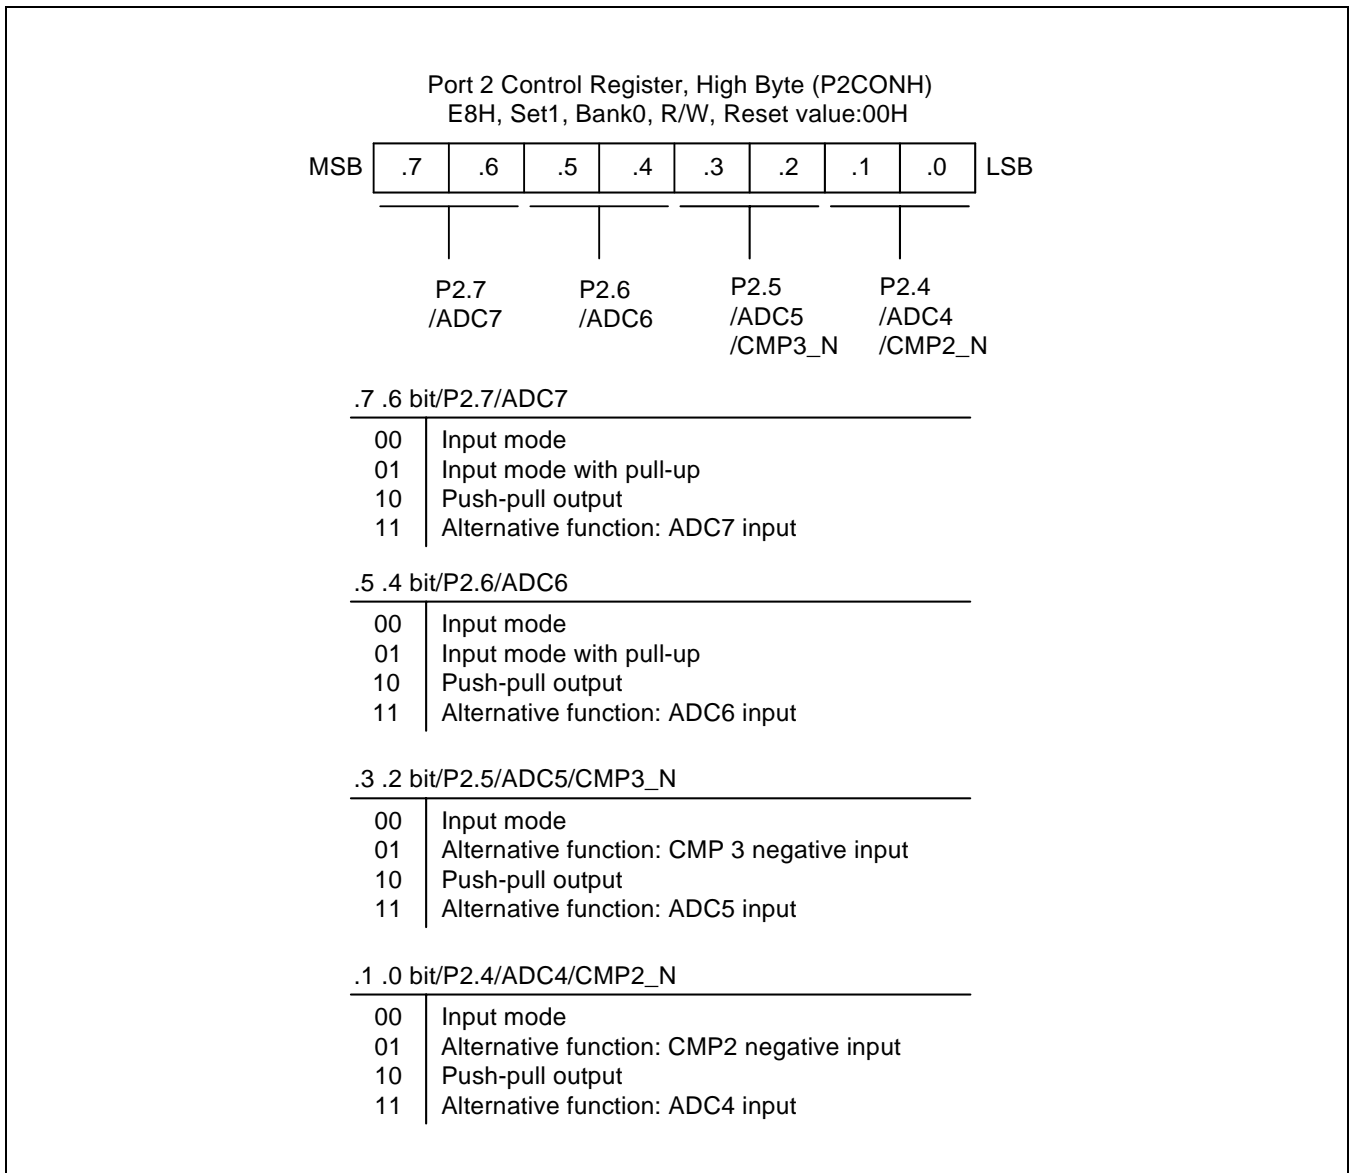 Port 2 Control Register, High Byte (P2CONH)
E8H, Set1, Bank0, R/W, Reset value:00H
MSB .7 .6 .5 .4 .3 .2 .1 .0 LSB
P2.7 P2.6 P2.5 P2.4
/ADC7 /ADC6 /ADC5 /ADC4
/CMP3_N /CMP2_N
.7 .6 bit/P2.7/ADC7
00 Input mode
01 Input mode with pull-up
10 Push-pull output
11 Alternative function: ADC7 input
.5 .4 bit/P2.6/ADC6
00 Input mode
01 Input mode with pull-up
10 Push-pull output
11 Alternative function: ADC6 input
.3 .2 bit/P2.5/ADC5/CMP3_N
00 Input mode
01 Alternative function: CMP 3 negative input
10 Push-pull output
11 Alternative function: ADC5 input
.1 .0 bit/P2.4/ADC4/CMP2_N
00 Input mode
01 Alternative function: CMP2 negative input
10 Push-pull output
11 Alternative function: ADC4 input